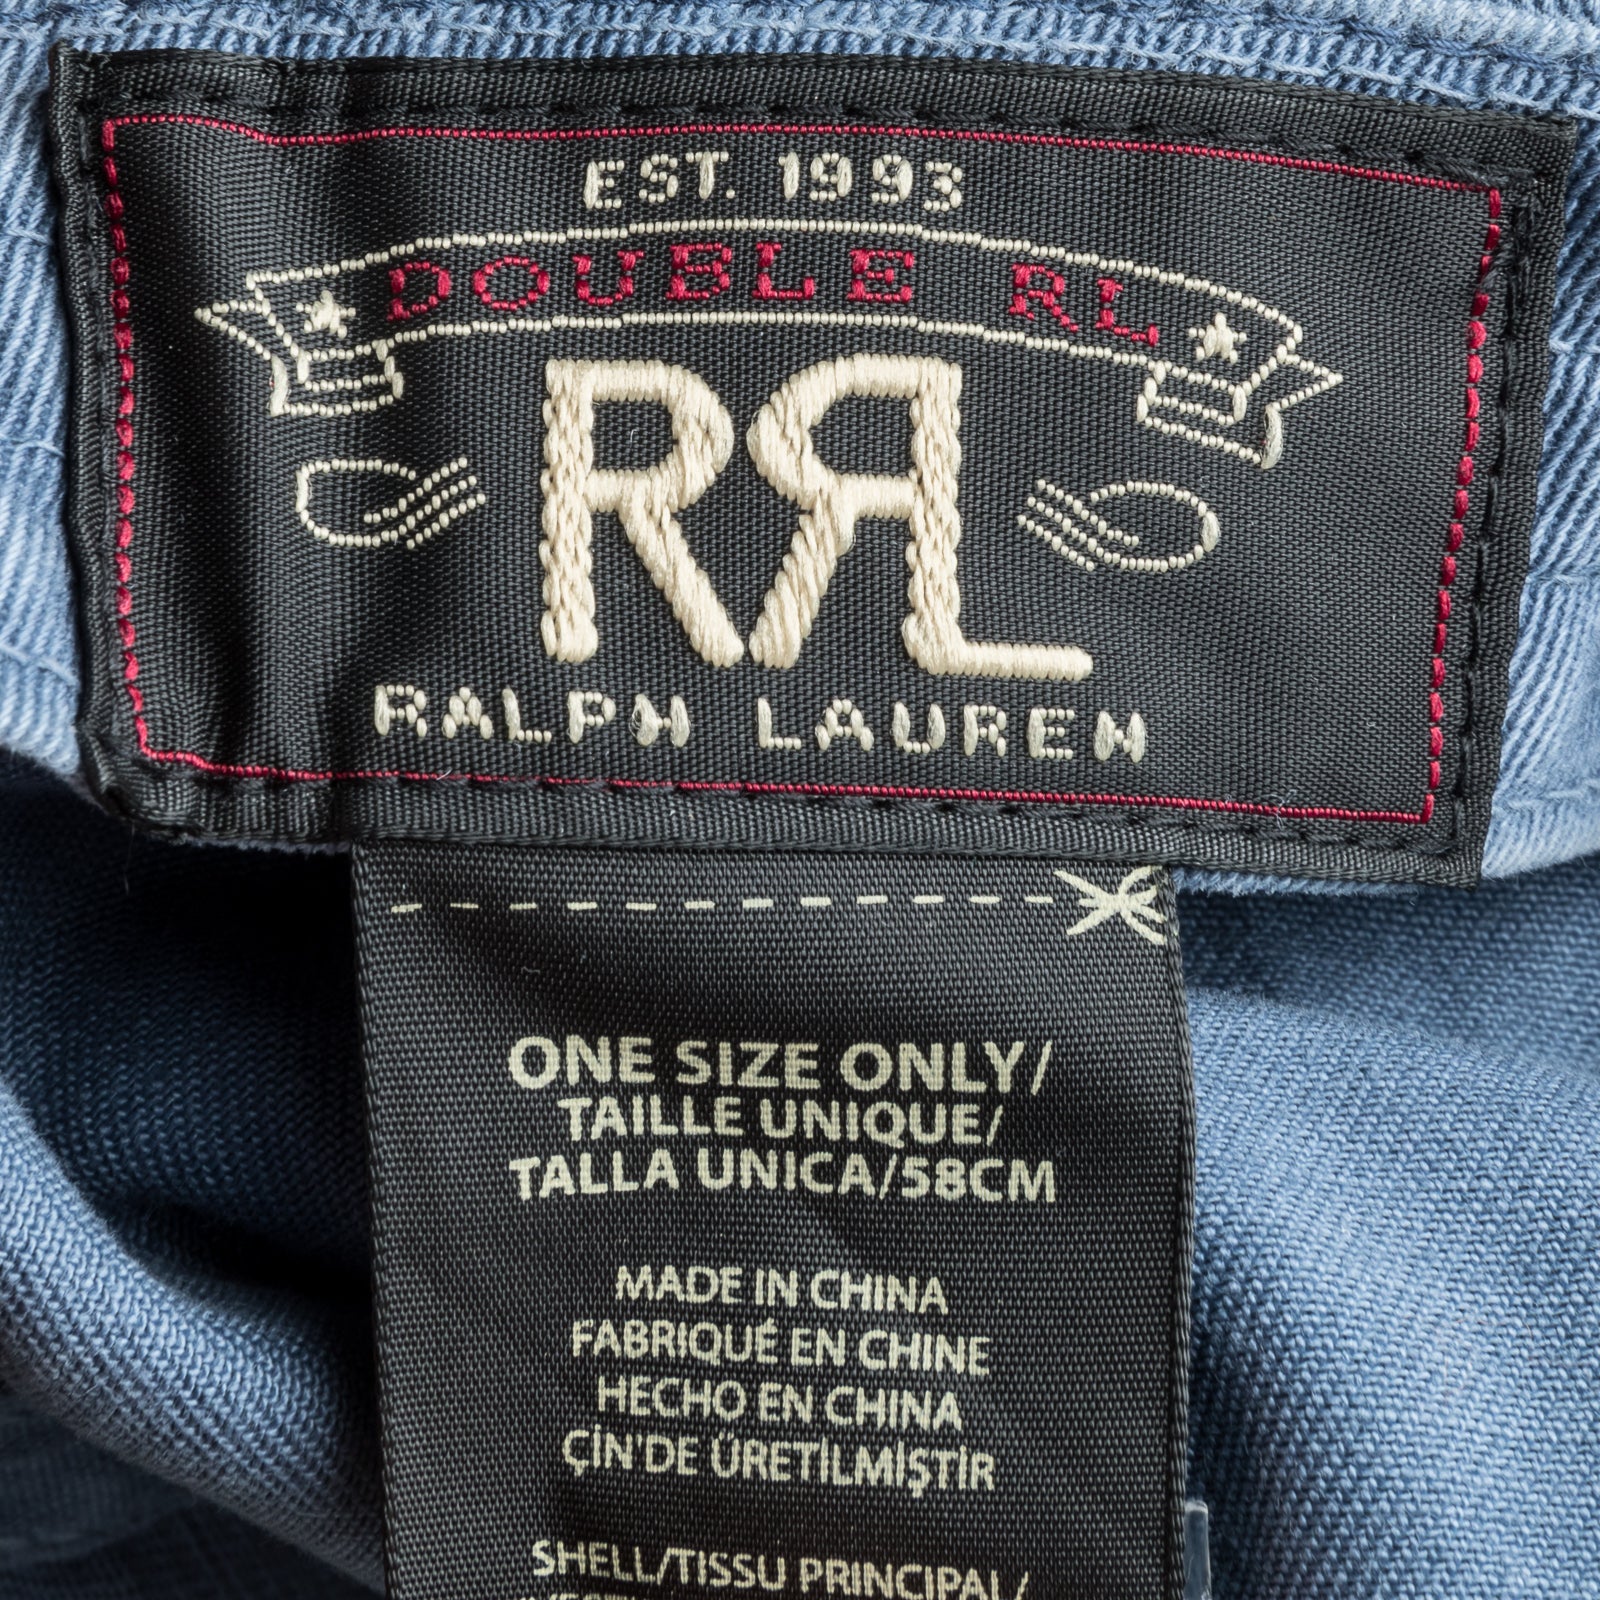 EST. 1993
DOUBLE RL
RRL
RALPH LAUREN
ONE SIZE ONLY/
TAILLE UNIQUE/
TALLA UNICA/58CM
MADE IN CHINA
FABRIQUÉ EN CHINE
HECHO EN CHINA
ÇİN'DE ÜRETİLMİŞTİR
SHELL/TISSU PRINCIPAL/